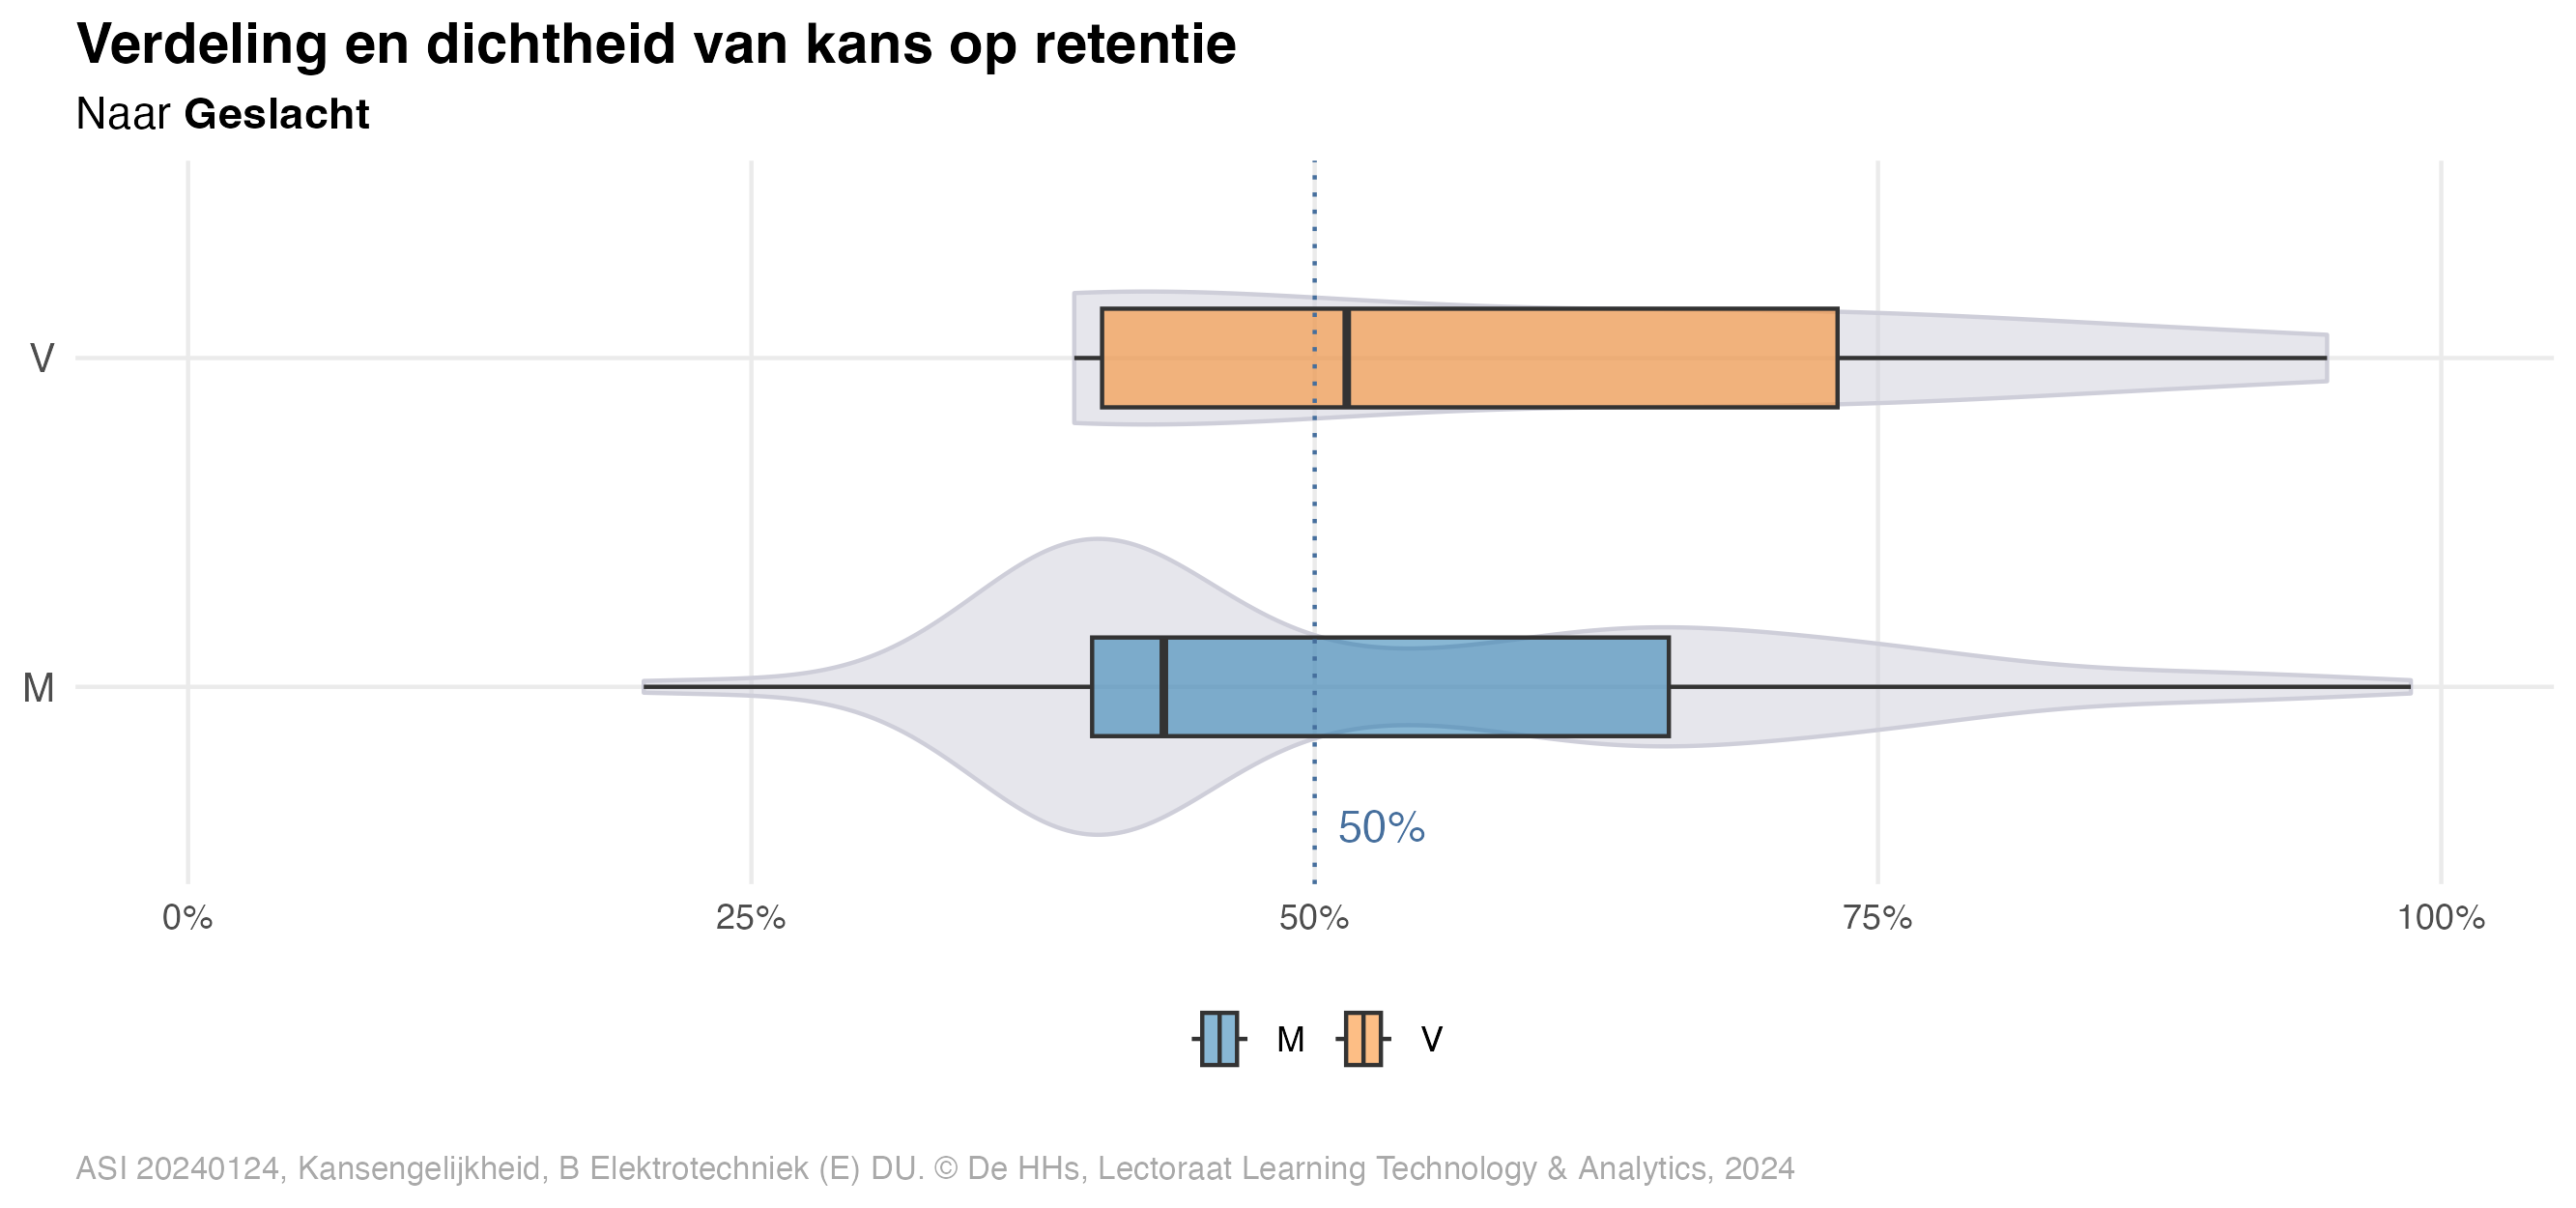 Verdeling en dichtheid van kans op retentie
Naar Geslacht
V
M
50%
0% 25% 50% 75% 100%
M V
ASI 20240124, Kansengelijkheid, B Elektrotechniek (E) DU. © De HHs, Lectoraat Learning Technology & Analytics, 2024